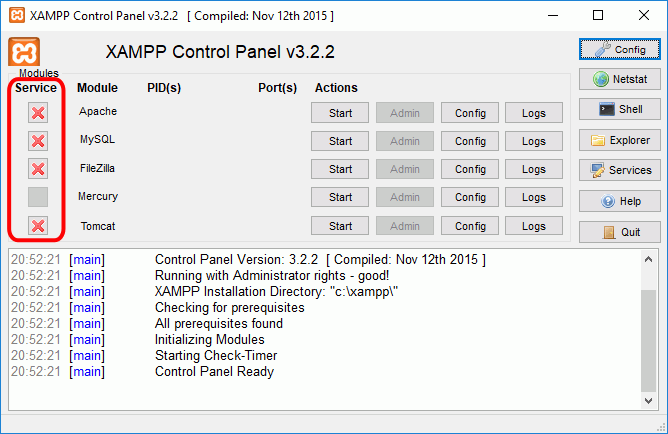 XAMPP Control Panel v3.2.2 [ Compiled: Nov 12th 2015 ]
XAMPP Control Panel v3.2.2
Config
Modules
Service Module PID(s) Port(s) Actions
Netstat
Apache Start Admin Config Logs
Shell
MySQL Start Admin Config Logs
Explorer
FileZilla Start Admin Config Logs
Services
Mercury Start Admin Config Logs
Help
Tomcat Start Admin Config Logs
Quit
20:52:21 [main] Control Panel Version: 3.2.2 [ Compiled: Nov 12th 2015 ]
20:52:21 [main] Running with Administrator rights - good!
20:52:21 [main] XAMPP Installation Directory: "c:\xampp\"
20:52:21 [main] Checking for prerequisites
20:52:21 [main] All prerequisites found
20:52:21 [main] Initializing Modules
20:52:21 [main] Starting Check-Timer
20:52:21 [main] Control Panel Ready